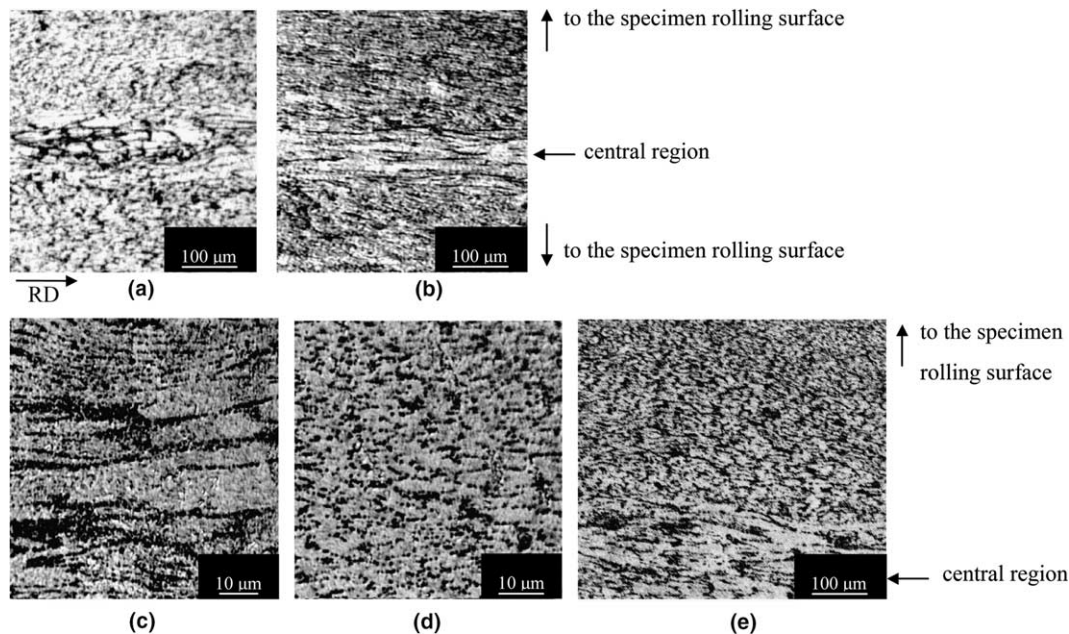 to the specimen rolling surface
central region
100 μm
100 μm
to the specimen rolling surface
RD
(a)
(b)
to the specimen
rolling surface
10 μm
10 μm
100 μm
central region
(c)
(d)
(e)